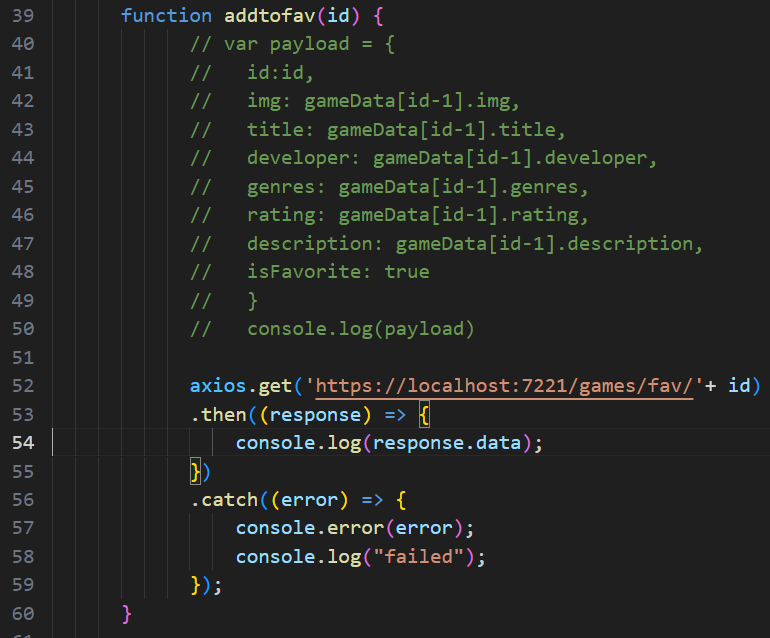 39 function addtofav(id) {
40 // var payload = {
41 //   id:id,
42 //   img: gameData[id-1].img,
43 //   title: gameData[id-1].title,
44 //   developer: gameData[id-1].developer,
45 //   genres: gameData[id-1].genres,
46 //   rating: gameData[id-1].rating,
47 //   description: gameData[id-1].description,
48 //   isFavorite: true
49 //   }
50 //   console.log(payload)
51
52 axios.get('https://localhost:7221/games/fav/'+ id)
53 .then((response) => {
54     console.log(response.data);
55 })
56 .catch((error) => {
57     console.error(error);
58     console.log("failed");
59 });
60 }